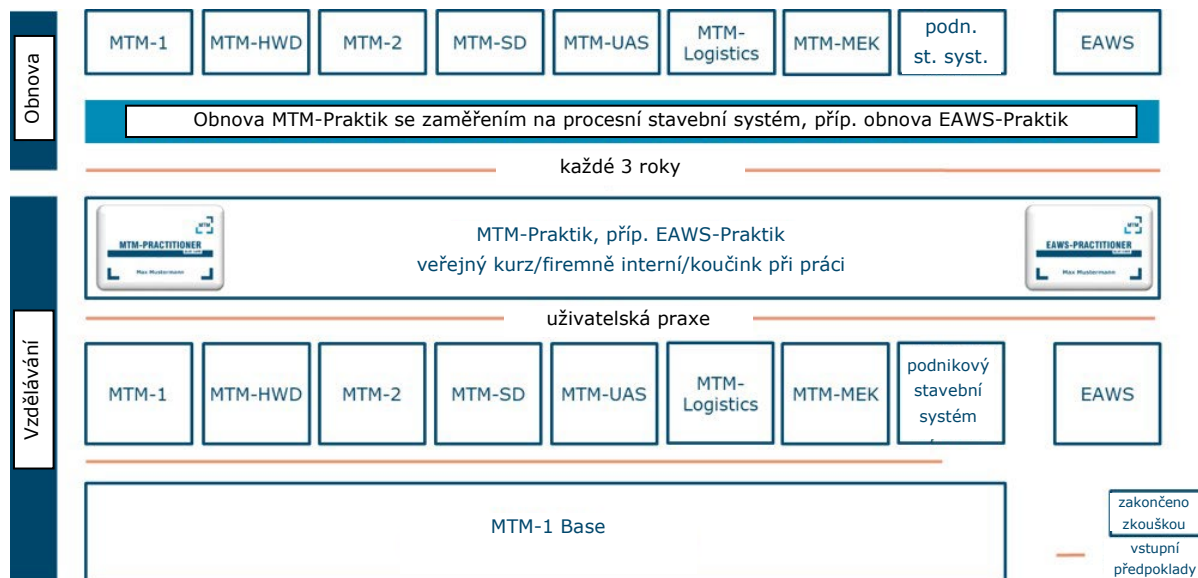 Obnova
MTM-1
MTM-HWD
MTM-2
MTM-SD
MTM-UAS
MTM-
Logistics
MTM-MEK
podn.
st. syst.
EAWS
Obnova MTM-Praktik se zaměřením na procesní stavební systém, příp. obnova EAWS-Praktik
každé 3 roky
Vzdělávání
MTM
MTM-PRACTITIONER
Max Mustermann
MTM-Praktik, příp. EAWS-Praktik
veřejný kurz/firemně interní/koučink při práci
MTM
EAWS-PRACTITIONER
Max Mustermann
uživatelská praxe
MTM-1
MTM-HWD
MTM-2
MTM-SD
MTM-UAS
MTM-
Logistics
MTM-MEK
podnikový
stavební
systém
EAWS
MTM-1 Base
zakončeno
zkouškou
vstupní
předpoklady